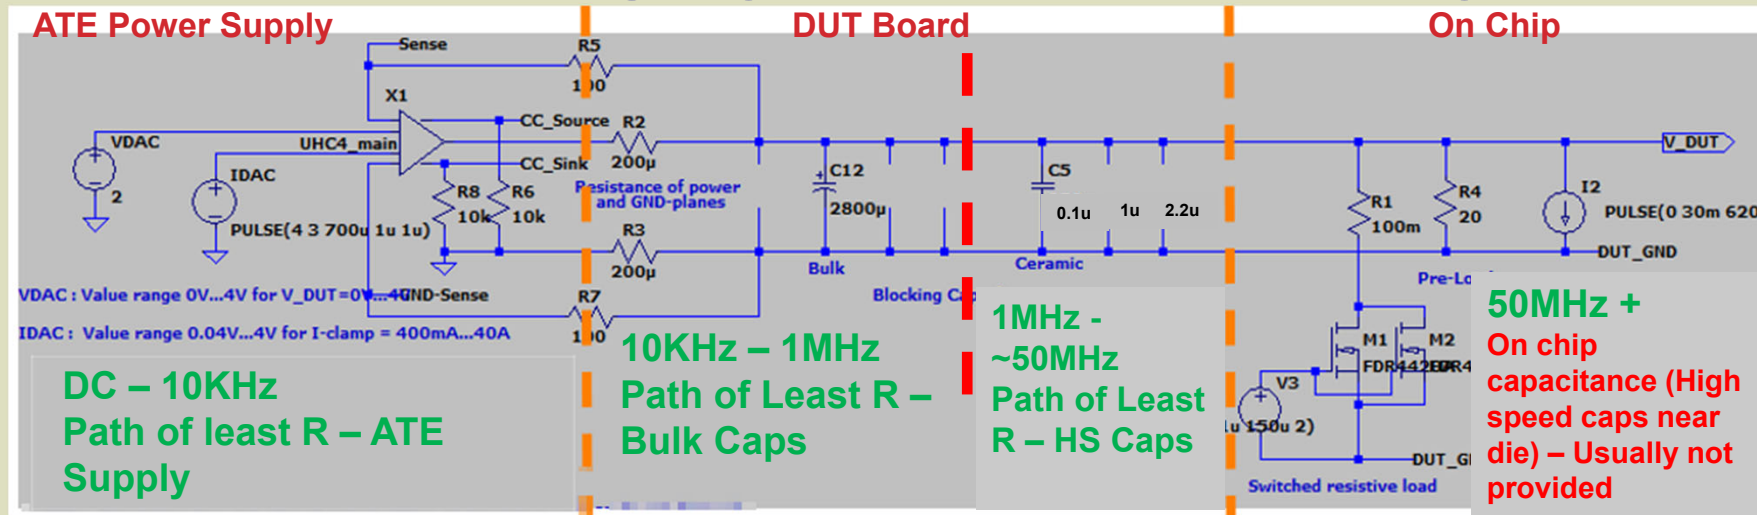 ATE Power Supply
DUT Board
On Chip
Sense
R5
100
X1
CC_Source
R2
VDAC
UHC4_main
200µ
V_DUT
CC_Sink
C12
C5
IDAC
2
R8
R6
Resistance of power
and GND-planes
R1
R4
I2
10k
10k
2800µ
0.1u
1u
2.2u
100m
20
PULSE(0 30m 620
PULSE(4 3 700u 1u 1u)
R3
200µ
Bulk
Ceramic
DUT_GND
VDAC : Value range 0V...4V for V_DUT=0V...4V
GND-Sense
R7
Blocking
IDAC : Value range 0.04V...4V for I-clamp = 400mA...40A
100
M1
M2
V3
1u 150u 2)
Switched resistive load
DC – 10KHz
Path of least R – ATE
Supply
10KHz – 1MHz
Path of Least R –
Bulk Caps
1MHz -
~50MHz
Path of Least
R – HS Caps
50MHz +
On chip
capacitance (High
speed caps near
die) – Usually not
provided